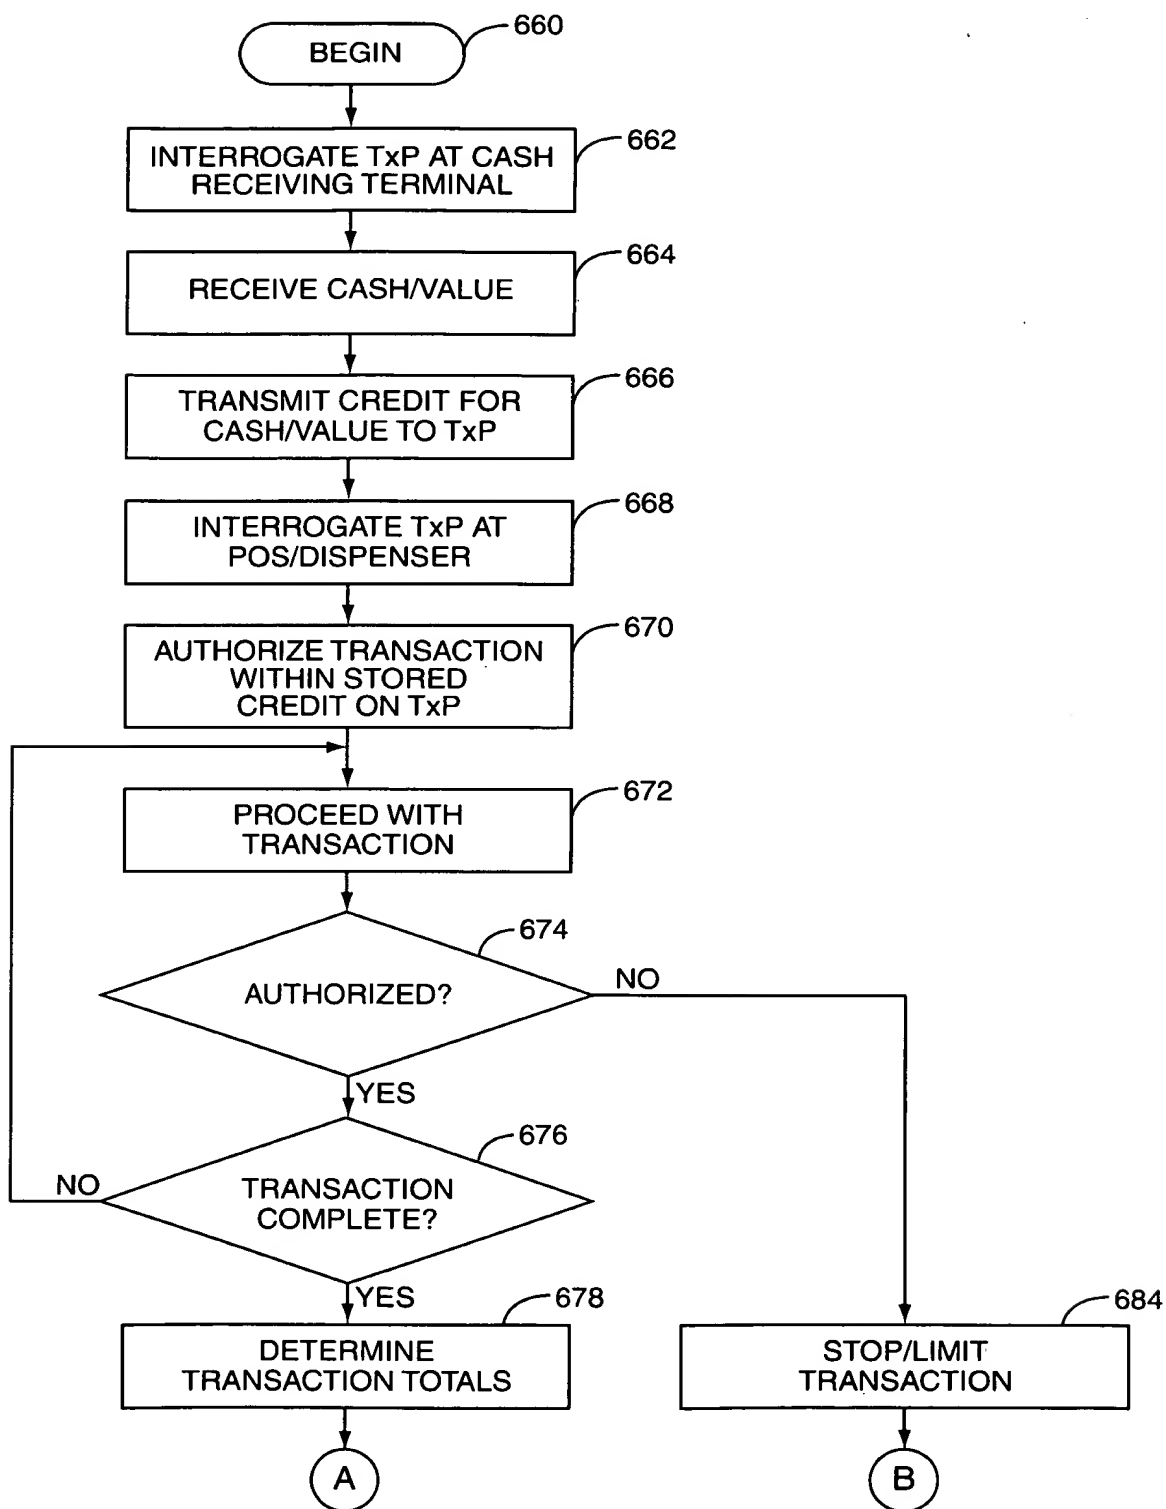 660
BEGIN
662
INTERROGATE TxP AT CASH
RECEIVING TERMINAL
664
RECEIVE CASH/VALUE
666
TRANSMIT CREDIT FOR
CASH/VALUE TO TxP
668
INTERROGATE TxP AT
POS/DISPENSER
670
AUTHORIZE TRANSACTION
WITHIN STORED
CREDIT ON TxP
672
PROCEED WITH
TRANSACTION
674
AUTHORIZED?
NO
YES
676
TRANSACTION
COMPLETE?
NO
YES
678
DETERMINE
TRANSACTION TOTALS
684
STOP/LIMIT
TRANSACTION
A
B